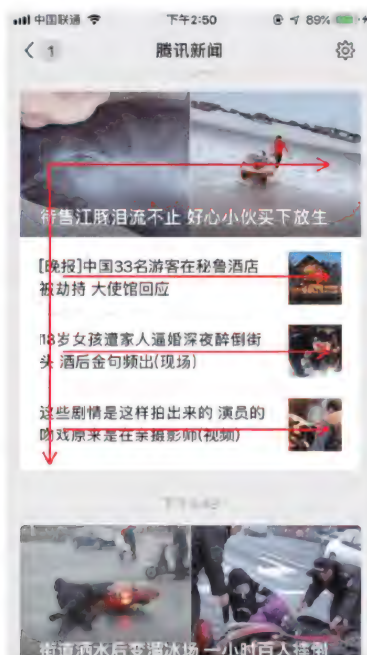 中国联通
下午2:50
89%
1
腾讯新闻
待售江豚泪流不止 好心小伙买下放生
[晚报]中国33名游客在秘鲁酒店
被劫持 大使馆回应
18岁女孩遭家人逼婚深夜醉倒街
头 酒后金句频出(现场)
这些剧情是这样拍出来的 演员的
吻戏原来是在亲摄影师(视频)
街道洒水后变溜冰场 一小时百人摔倒